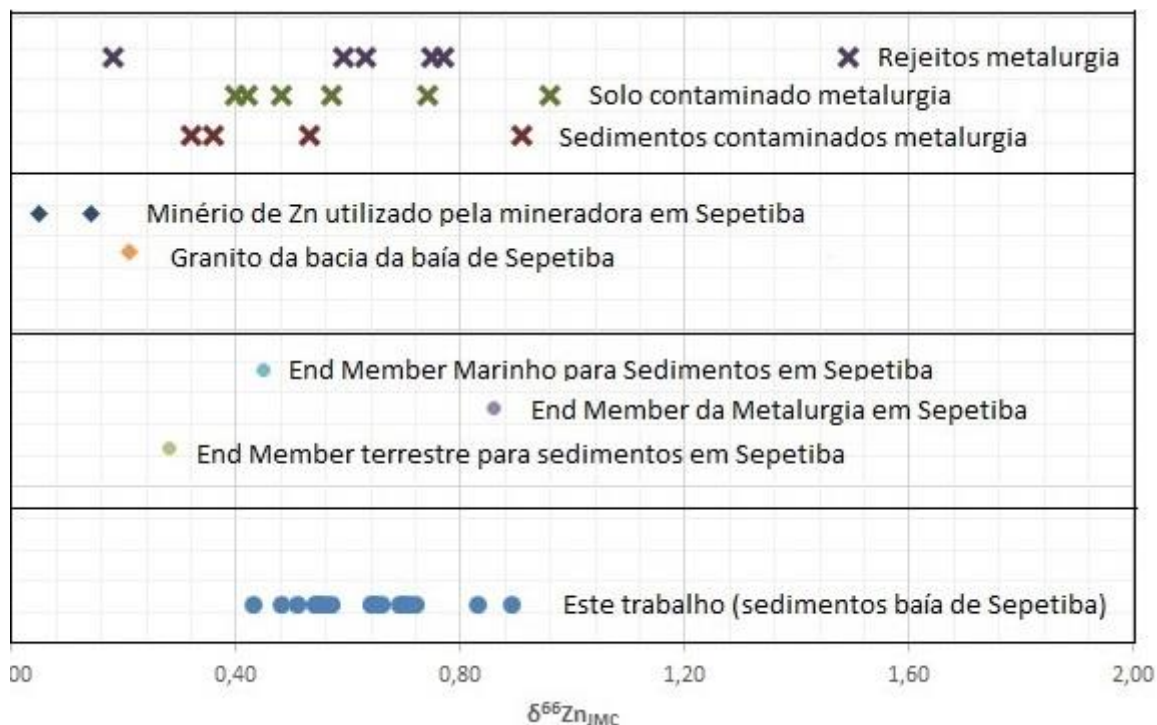 Rejeitos metalurgia
Solo contaminado metalurgia
Sedimentos contaminados metalurgia
Minério de Zn utilizado pela mineradora em Sepetiba
Granito da bacia da baía de Sepetiba
End Member Marinho para Sedimentos em Sepetiba
End Member da Metalurgia em Sepetiba
End Member terrestre para sedimentos em Sepetiba
Este trabalho (sedimentos baía de Sepetiba)
00 0,40 0,80 1,20 1,60 2,00
δ⁶⁶Zn_JMC